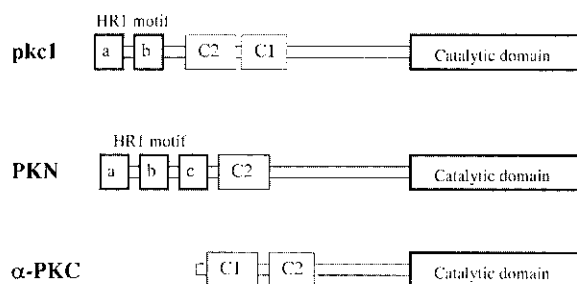 HR1 motif
pkc1 a b C2 C1 Catalytic domain
HR1 motif
PKN a b c C2 Catalytic domain
α-PKC C1 C2 Catalytic domain